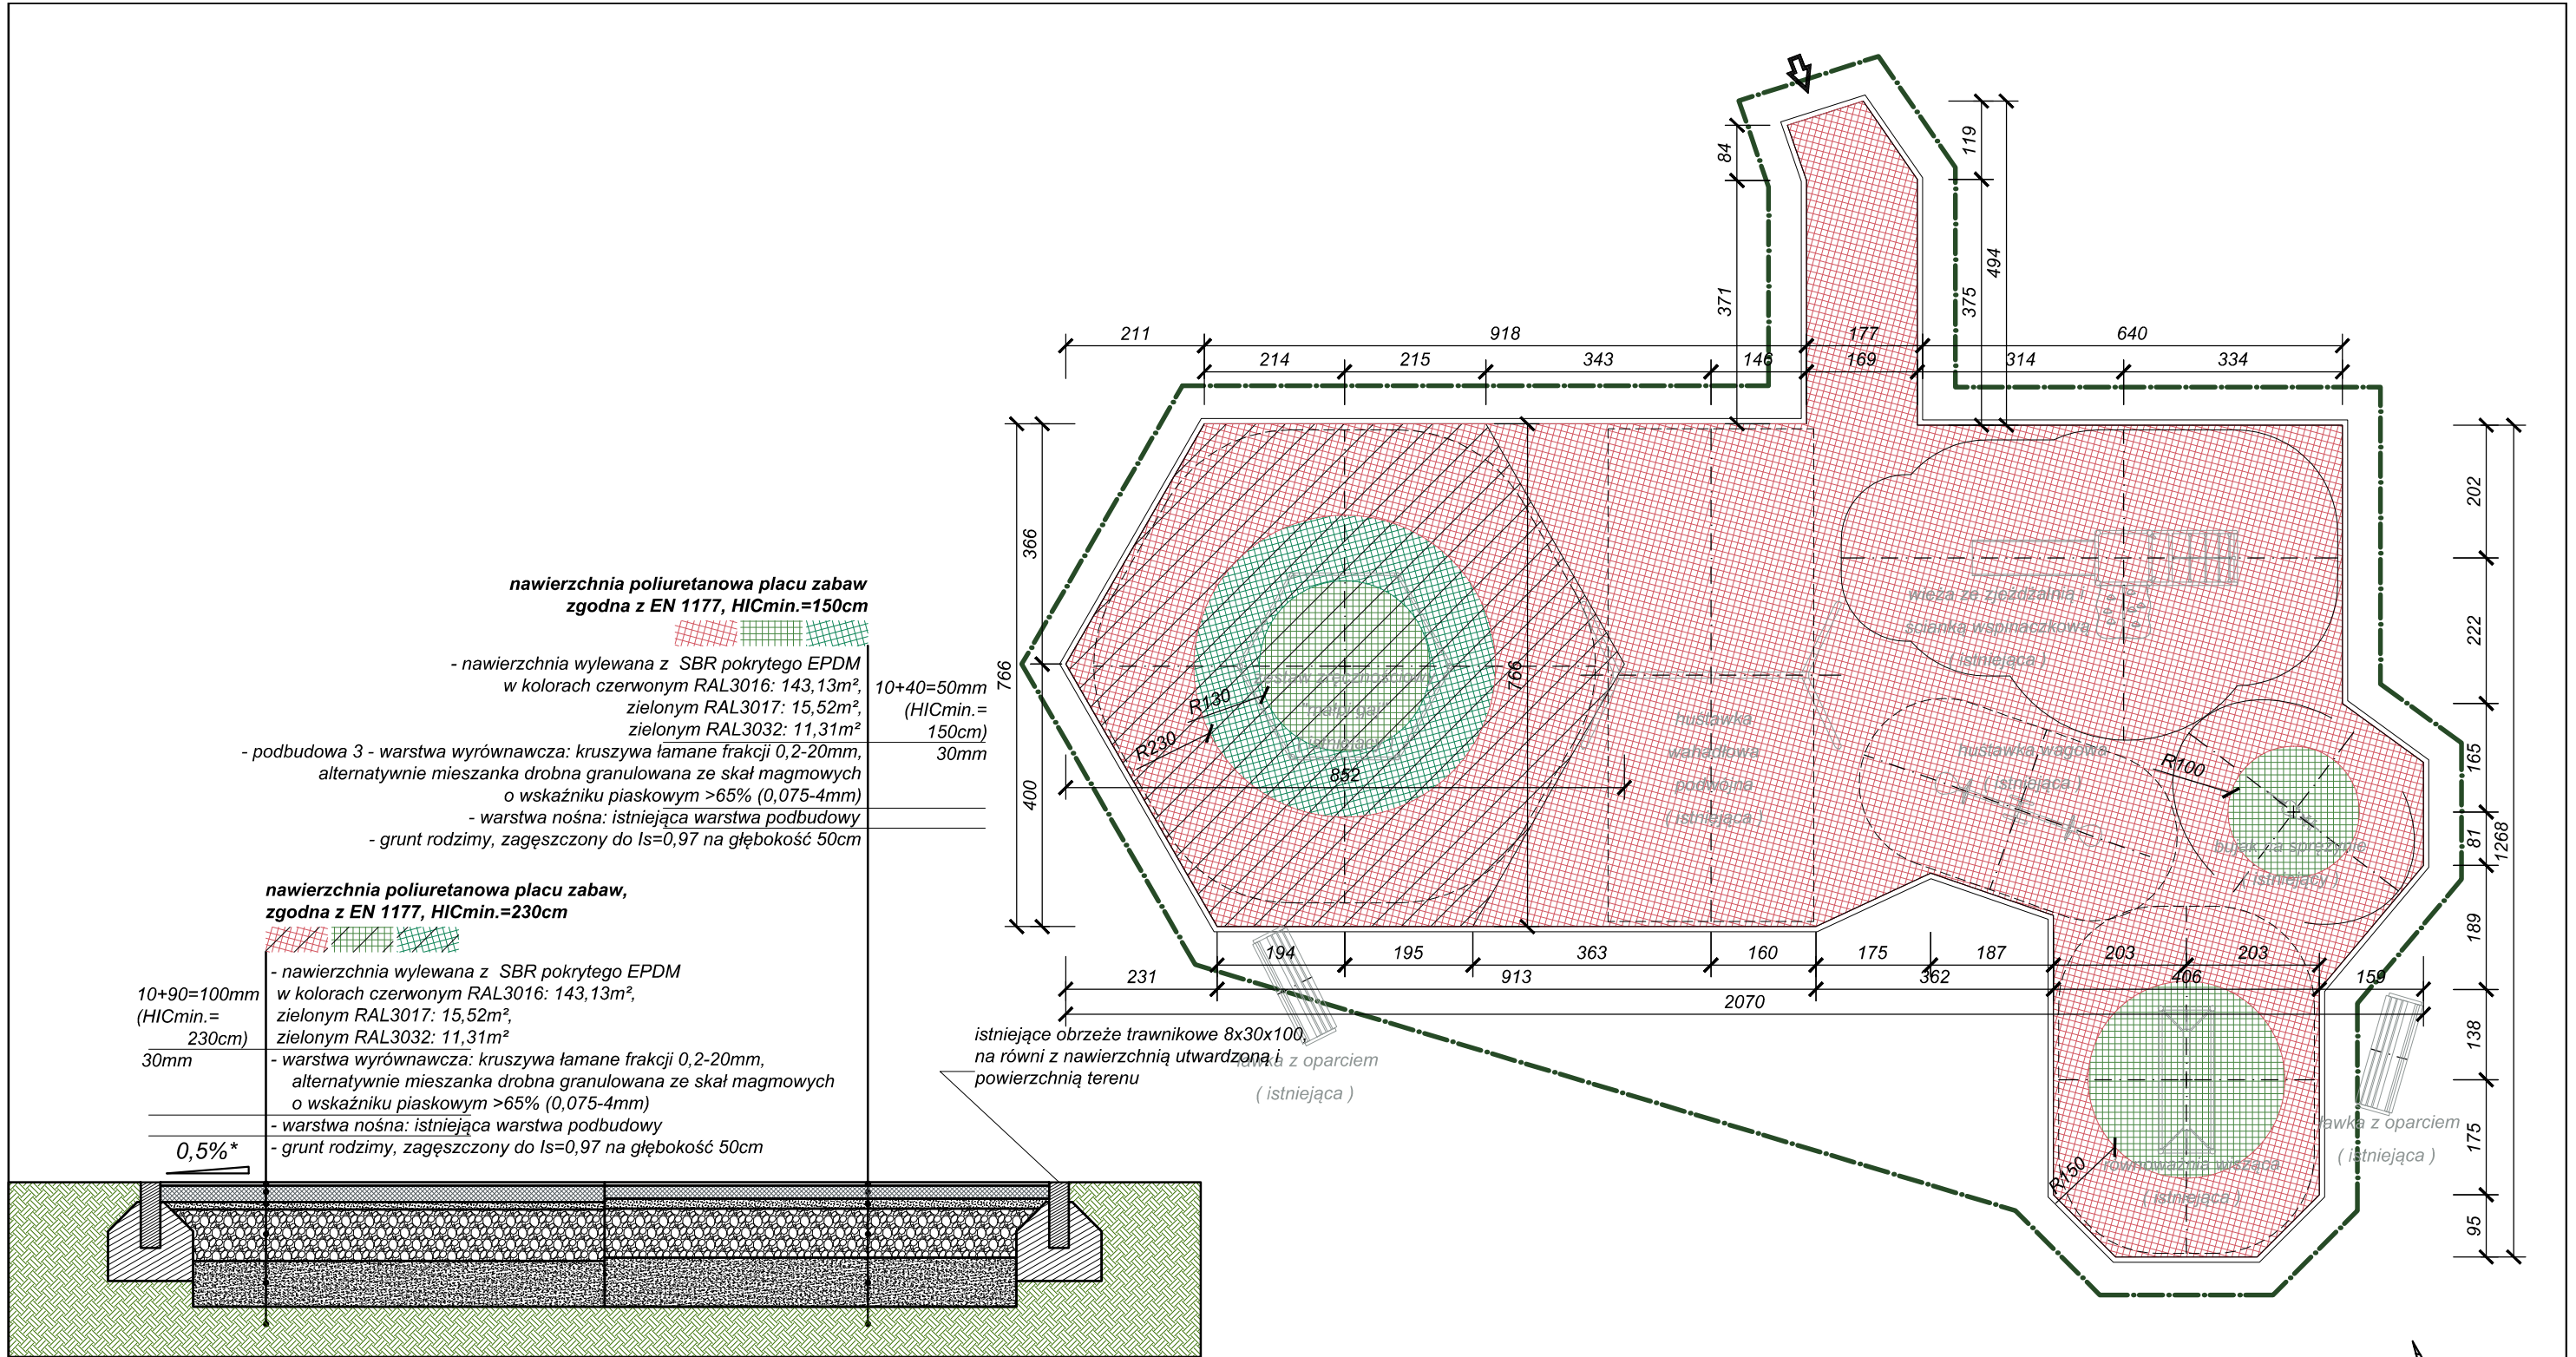 84
371
119
375
494
211
918
177
640
214
215
343
146
169
314
334
766
366
400
766
852
R130
R230
R100
R150
202
222
165
81
1268
189
138
175
95
194
195
363
160
175
187
203
203
231
913
362
406
159
2070
nawierzchnia poliuretanowa placu zabaw
zgodna z EN 1177, HICmin.=150cm
- nawierzchnia wylewana z SBR pokrytego EPDM
w kolorach czerwonym RAL3016: 143,13m²,
zielonym RAL3017: 15,52m²,
zielonym RAL3032: 11,31m²
- podbudowa 3 - warstwa wyrównawcza: kruszywa łamane frakcji 0,2-20mm,
alternatywnie mieszanka drobna granulowana ze skał magmowych
o wskaźniku piaskowym >65% (0,075-4mm)
- warstwa nośna: istniejąca warstwa podbudowy
- grunt rodzimy, zagęszczony do Is=0,97 na głębokość 50cm
10+40=50mm
(HICmin.=
150cm)
30mm
nawierzchnia poliuretanowa placu zabaw,
zgodna z EN 1177, HICmin.=230cm
- nawierzchnia wylewana z SBR pokrytego EPDM
w kolorach czerwonym RAL3016: 143,13m²,
zielonym RAL3017: 15,52m²,
zielonym RAL3032: 11,31m²
- warstwa wyrównawcza: kruszywa łamane frakcji 0,2-20mm,
alternatywnie mieszanka drobna granulowana ze skał magmowych
o wskaźniku piaskowym >65% (0,075-4mm)
- warstwa nośna: istniejąca warstwa podbudowy
- grunt rodzimy, zagęszczony do Is=0,97 na głębokość 50cm
10+90=100mm
(HICmin.=
230cm)
30mm
0,5%*
istniejące obrzeże trawnikowe 8x30x100,
na równi z nawierzchnią utwardzoną i
powierzchnią terenu
ławka z oparciem
( istniejąca )
huśtawka
wahadłowa
podwójna
( istniejąca )
wieża ze zjeżdżalnią i
ścianką wspinaczkową
( istniejąca )
huśtawka wagowa
( istniejąca )
bujak na sprężynie
( istniejący )
równoważnia wisząca
( istniejąca )
ławka z oparciem
( istniejąca )